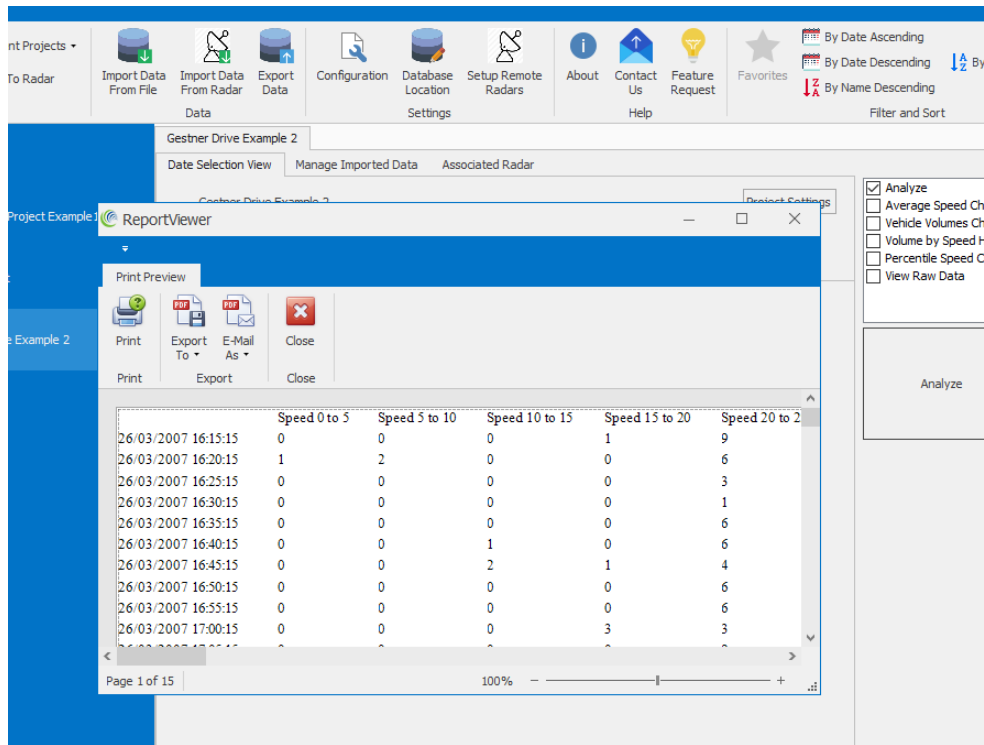 nt Projects
To Radar
Import Data From File
Import Data From Radar
Export Data
Data
Configuration
Database Location
Setup Remote Radars
Settings
About
Contact Us
Feature Request
Help
Favorites
By Date Ascending
By Date Descending
By
By Name Descending
Filter and Sort
Gestner Drive Example 2
Date Selection View Manage Imported Data Associated Radar
Gestner Drive Example 2
Project Settings
Project Example1
e Example 2
Analyze
Average Speed Ch
Vehicle Volumes Ch
Volume by Speed H
Percentile Speed C
View Raw Data
Analyze
ReportViewer
Print Preview
Print
PDF
Export To
PDF
E-Mail As
Close
Print Export Close
Speed 0 to 5 Speed 5 to 10 Speed 10 to 15 Speed 15 to 20 Speed 20 to 2
26/03/2007 16:15:15 0 0 0 1 9
26/03/2007 16:20:15 1 2 0 0 6
26/03/2007 16:25:15 0 0 0 0 3
26/03/2007 16:30:15 0 0 0 0 1
26/03/2007 16:35:15 0 0 0 0 6
26/03/2007 16:40:15 0 0 1 0 6
26/03/2007 16:45:15 0 0 2 1 4
26/03/2007 16:50:15 0 0 0 0 6
26/03/2007 16:55:15 0 0 0 0 6
26/03/2007 17:00:15 0 0 0 3 3
Page 1 of 15
100%